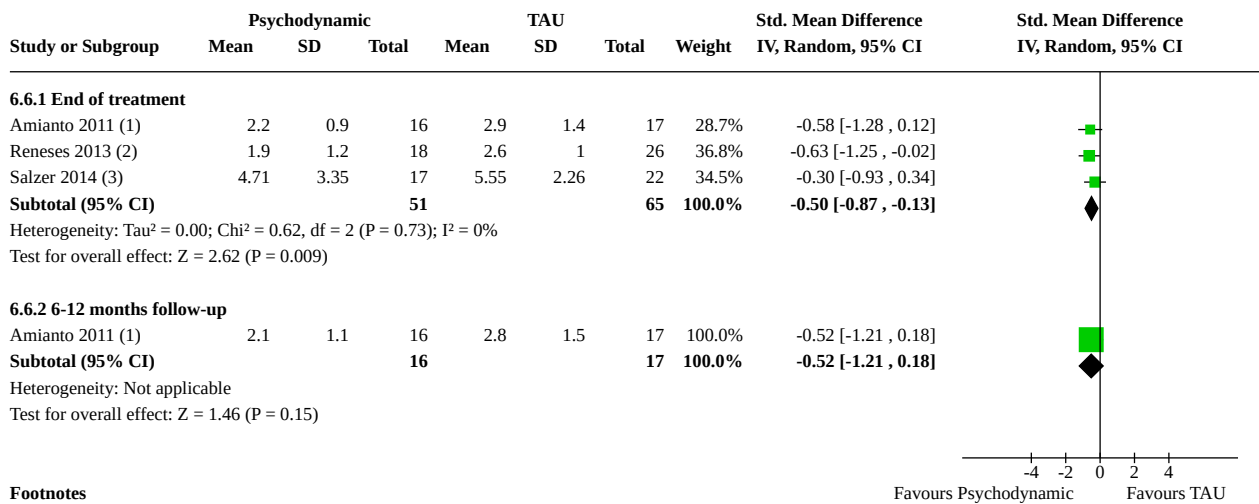 Psychodynamic TAU Std. Mean Difference Std. Mean Difference
Study or Subgroup Mean SD Total Mean SD Total Weight IV, Random, 95% CI IV, Random, 95% CI
6.6.1 End of treatment
Amianto 2011 (1) 2.2 0.9 16 2.9 1.4 17 28.7% -0.58 [-1.28 , 0.12]
Reneses 2013 (2) 1.9 1.2 18 2.6 1 26 36.8% -0.63 [-1.25 , -0.02]
Salzer 2014 (3) 4.71 3.35 17 5.55 2.26 22 34.5% -0.30 [-0.93 , 0.34]
Subtotal (95% CI) 51 65 100.0% -0.50 [-0.87 , -0.13]
Heterogeneity: Tau² = 0.00; Chi² = 0.62, df = 2 (P = 0.73); I² = 0%
Test for overall effect: Z = 2.62 (P = 0.009)
6.6.2 6-12 months follow-up
Amianto 2011 (1) 2.1 1.1 16 2.8 1.5 17 100.0% -0.52 [-1.21 , 0.18]
Subtotal (95% CI) 16 17 100.0% -0.52 [-1.21 , 0.18]
Heterogeneity: Not applicable
Test for overall effect: Z = 1.46 (P = 0.15)
-4 -2 0 2 4
Footnotes Favours Psychodynamic Favours TAU